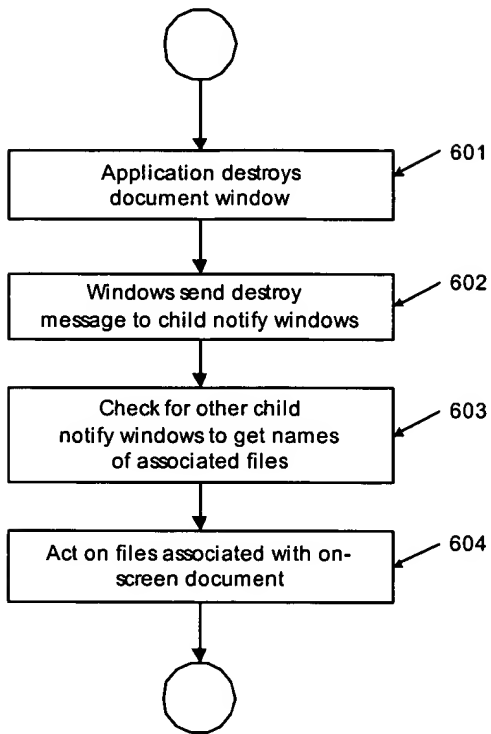 601
Application destroys
document window
602
Windows send destroy
message to child notify windows
603
Check for other child
notify windows to get names
of associated files
604
Act on files associated with on-
screen document